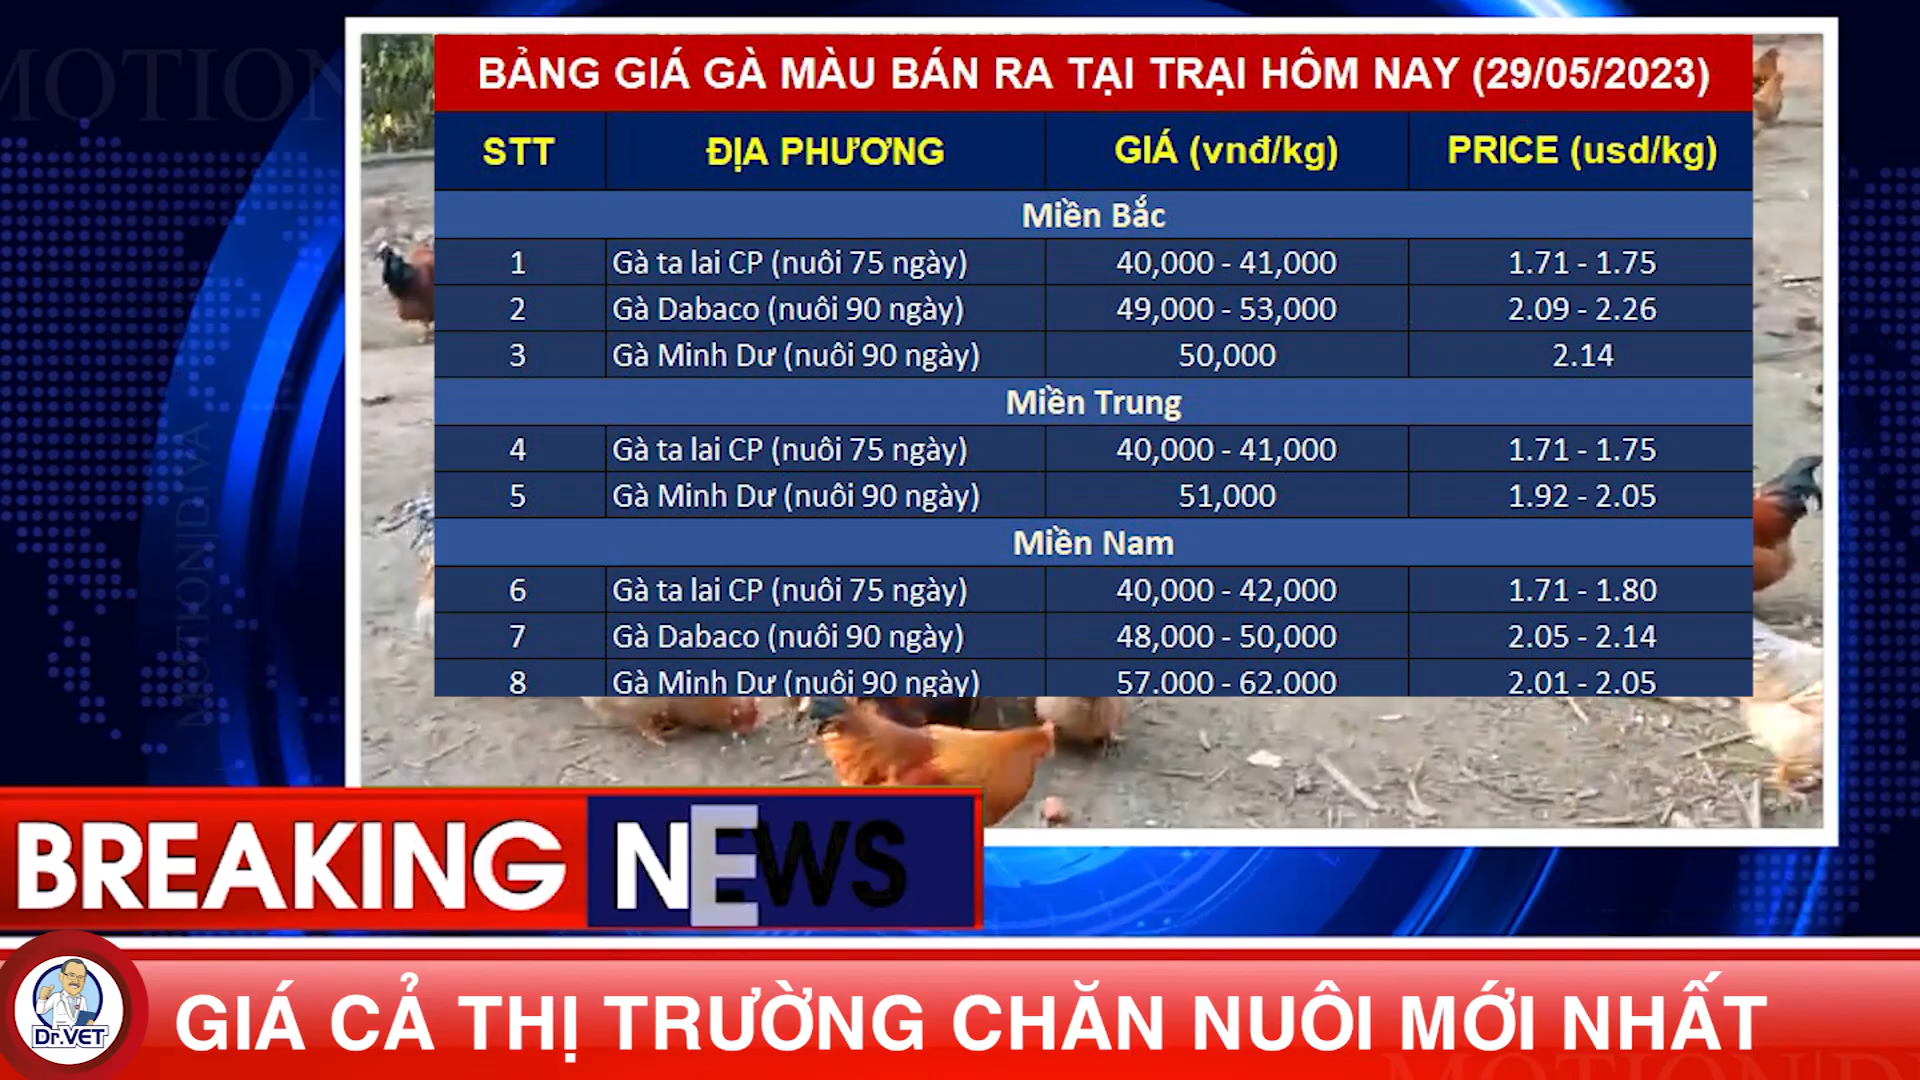 MOTION
BẢNG GIÁ GÀ MÀU BÁN RA TẠI TRẠI HÔM NAY (29/05/2023)
STT ĐỊA PHƯƠNG GIÁ (vnđ/kg) PRICE (usd/kg)
Miền Bắc
1 Gà ta lai CP (nuôi 75 ngày) 40,000 - 41,000 1.71 - 1.75
2 Gà Dabaco (nuôi 90 ngày) 49,000 - 53,000 2.09 - 2.26
3 Gà Minh Dư (nuôi 90 ngày) 50,000 2.14
Miền Trung
4 Gà ta lai CP (nuôi 75 ngày) 40,000 - 41,000 1.71 - 1.75
5 Gà Minh Dư (nuôi 90 ngày) 51,000 1.92 - 2.05
Miền Nam
6 Gà ta lai CP (nuôi 75 ngày) 40,000 - 42,000 1.71 - 1.80
7 Gà Dabaco (nuôi 90 ngày) 48,000 - 50,000 2.05 - 2.14
8 Gà Minh Dư (nuôi 90 ngày) 57.000 - 62.000 2.01 - 2.05
MOTION|DIVA
BREAKING NEWS
Dr.VET
GIÁ CẢ THỊ TRƯỜNG CHĂN NUÔI MỚI NHẤT
MOTION|D